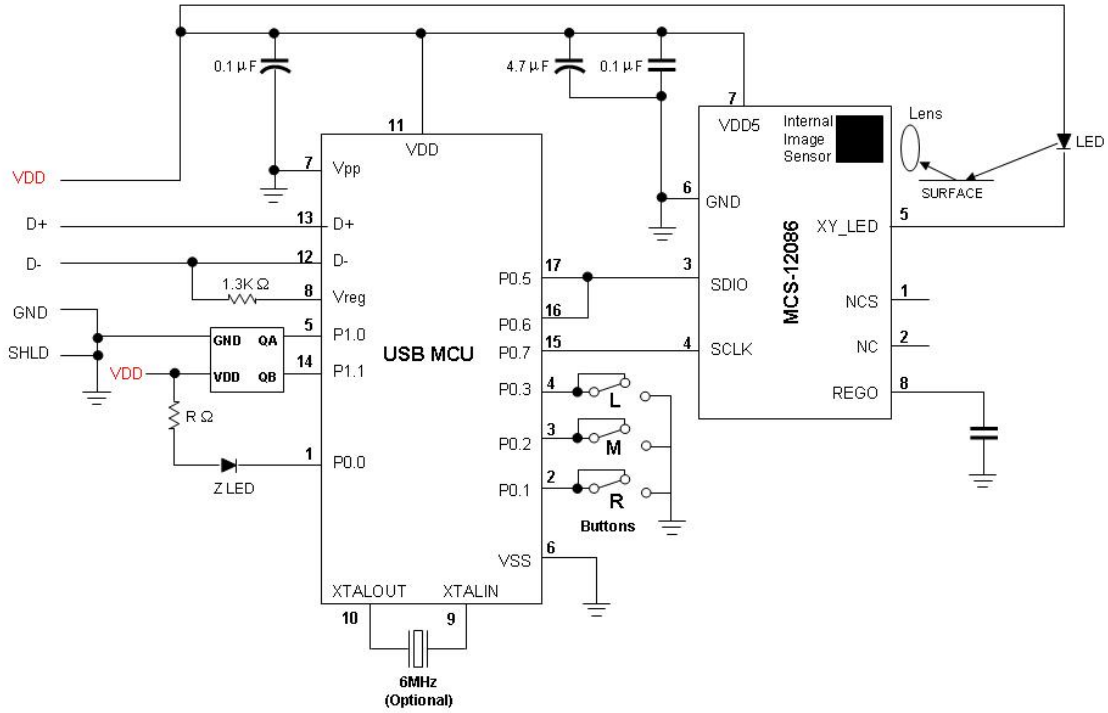 0.1 µF
4.7 µF
0.1 µF
11
VDD
7
VDD5
Internal
Image
Sensor
Lens
LED
SURFACE
VDD
7
Vpp
6
GND
5
XY_LED
D+
13
D+
D-
12
D-
1.3K Ω
8
Vreg
17
P0.5
16
P0.6
15
P0.7
3
SDIO
4
SCLK
MCS-12086
NCS
1
NC
2
REGO
8
GND
SHLD
GND
QA
VDD
QB
5
P1.0
14
P1.1
USB MCU
VDD
R Ω
Z LED
1
P0.0
P0.3
4
L
P0.2
3
M
P0.1
2
R
Buttons
VSS
6
XTALOUT
XTALIN
10
9
6MHz
(Optional)